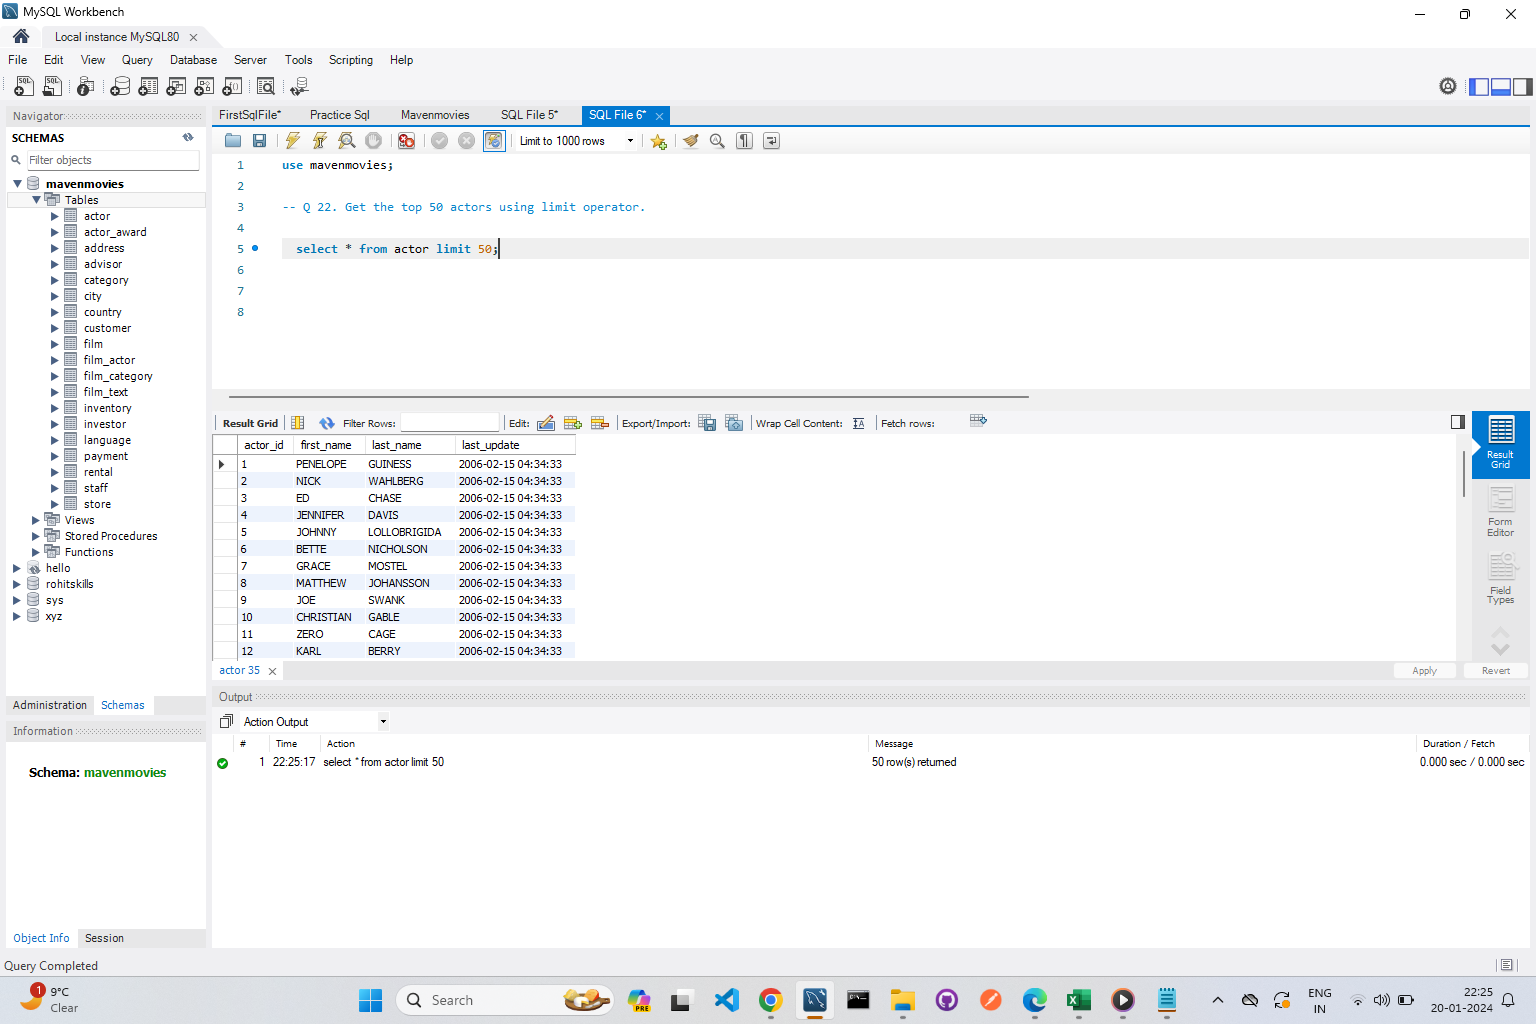 MySQL Workbench
Local instance MySQL80
File Edit View Query Database Server Tools Scripting Help
Navigator
SCHEMAS
Filter objects
mavenmovies
Tables
actor
actor_award
address
advisor
category
city
country
customer
film
film_actor
film_category
film_text
inventory
investor
language
payment
rental
staff
store
Views
Stored Procedures
Functions
hello
rohitskills
sys
xyz
Administration Schemas
Information
Schema: mavenmovies
Object Info Session
FirstSqlFile* Practice Sql Mavenmovies SQL File 5* SQL File 6*
Limit to 1000 rows
1 use mavenmovies;
2
3 -- Q 22. Get the top 50 actors using limit operator.
4
5 select * from actor limit 50;
6
7
8
Result Grid Filter Rows: Edit: Export/Import: Wrap Cell Content: Fetch rows:
actor_id first_name last_name last_update
1 PENELOPE GUINESS 2006-02-15 04:34:33
2 NICK WAHLBERG 2006-02-15 04:34:33
3 ED CHASE 2006-02-15 04:34:33
4 JENNIFER DAVIS 2006-02-15 04:34:33
5 JOHNNY LOLLOBRIGIDA 2006-02-15 04:34:33
6 BETTE NICHOLSON 2006-02-15 04:34:33
7 GRACE MOSTEL 2006-02-15 04:34:33
8 MATTHEW JOHANSSON 2006-02-15 04:34:33
9 JOE SWANK 2006-02-15 04:34:33
10 CHRISTIAN GABLE 2006-02-15 04:34:33
11 ZERO CAGE 2006-02-15 04:34:33
12 KARL BERRY 2006-02-15 04:34:33
Result
Grid
Form
Editor
Field
Types
actor 35
Apply Revert
Output
Action Output
# Time Action Message Duration / Fetch
1 22:25:17 select * from actor limit 50 50 row(s) returned 0.000 sec / 0.000 sec
Query Completed
1
9°C
Clear
Search
PRE
ENG
IN
22:25
20-01-2024